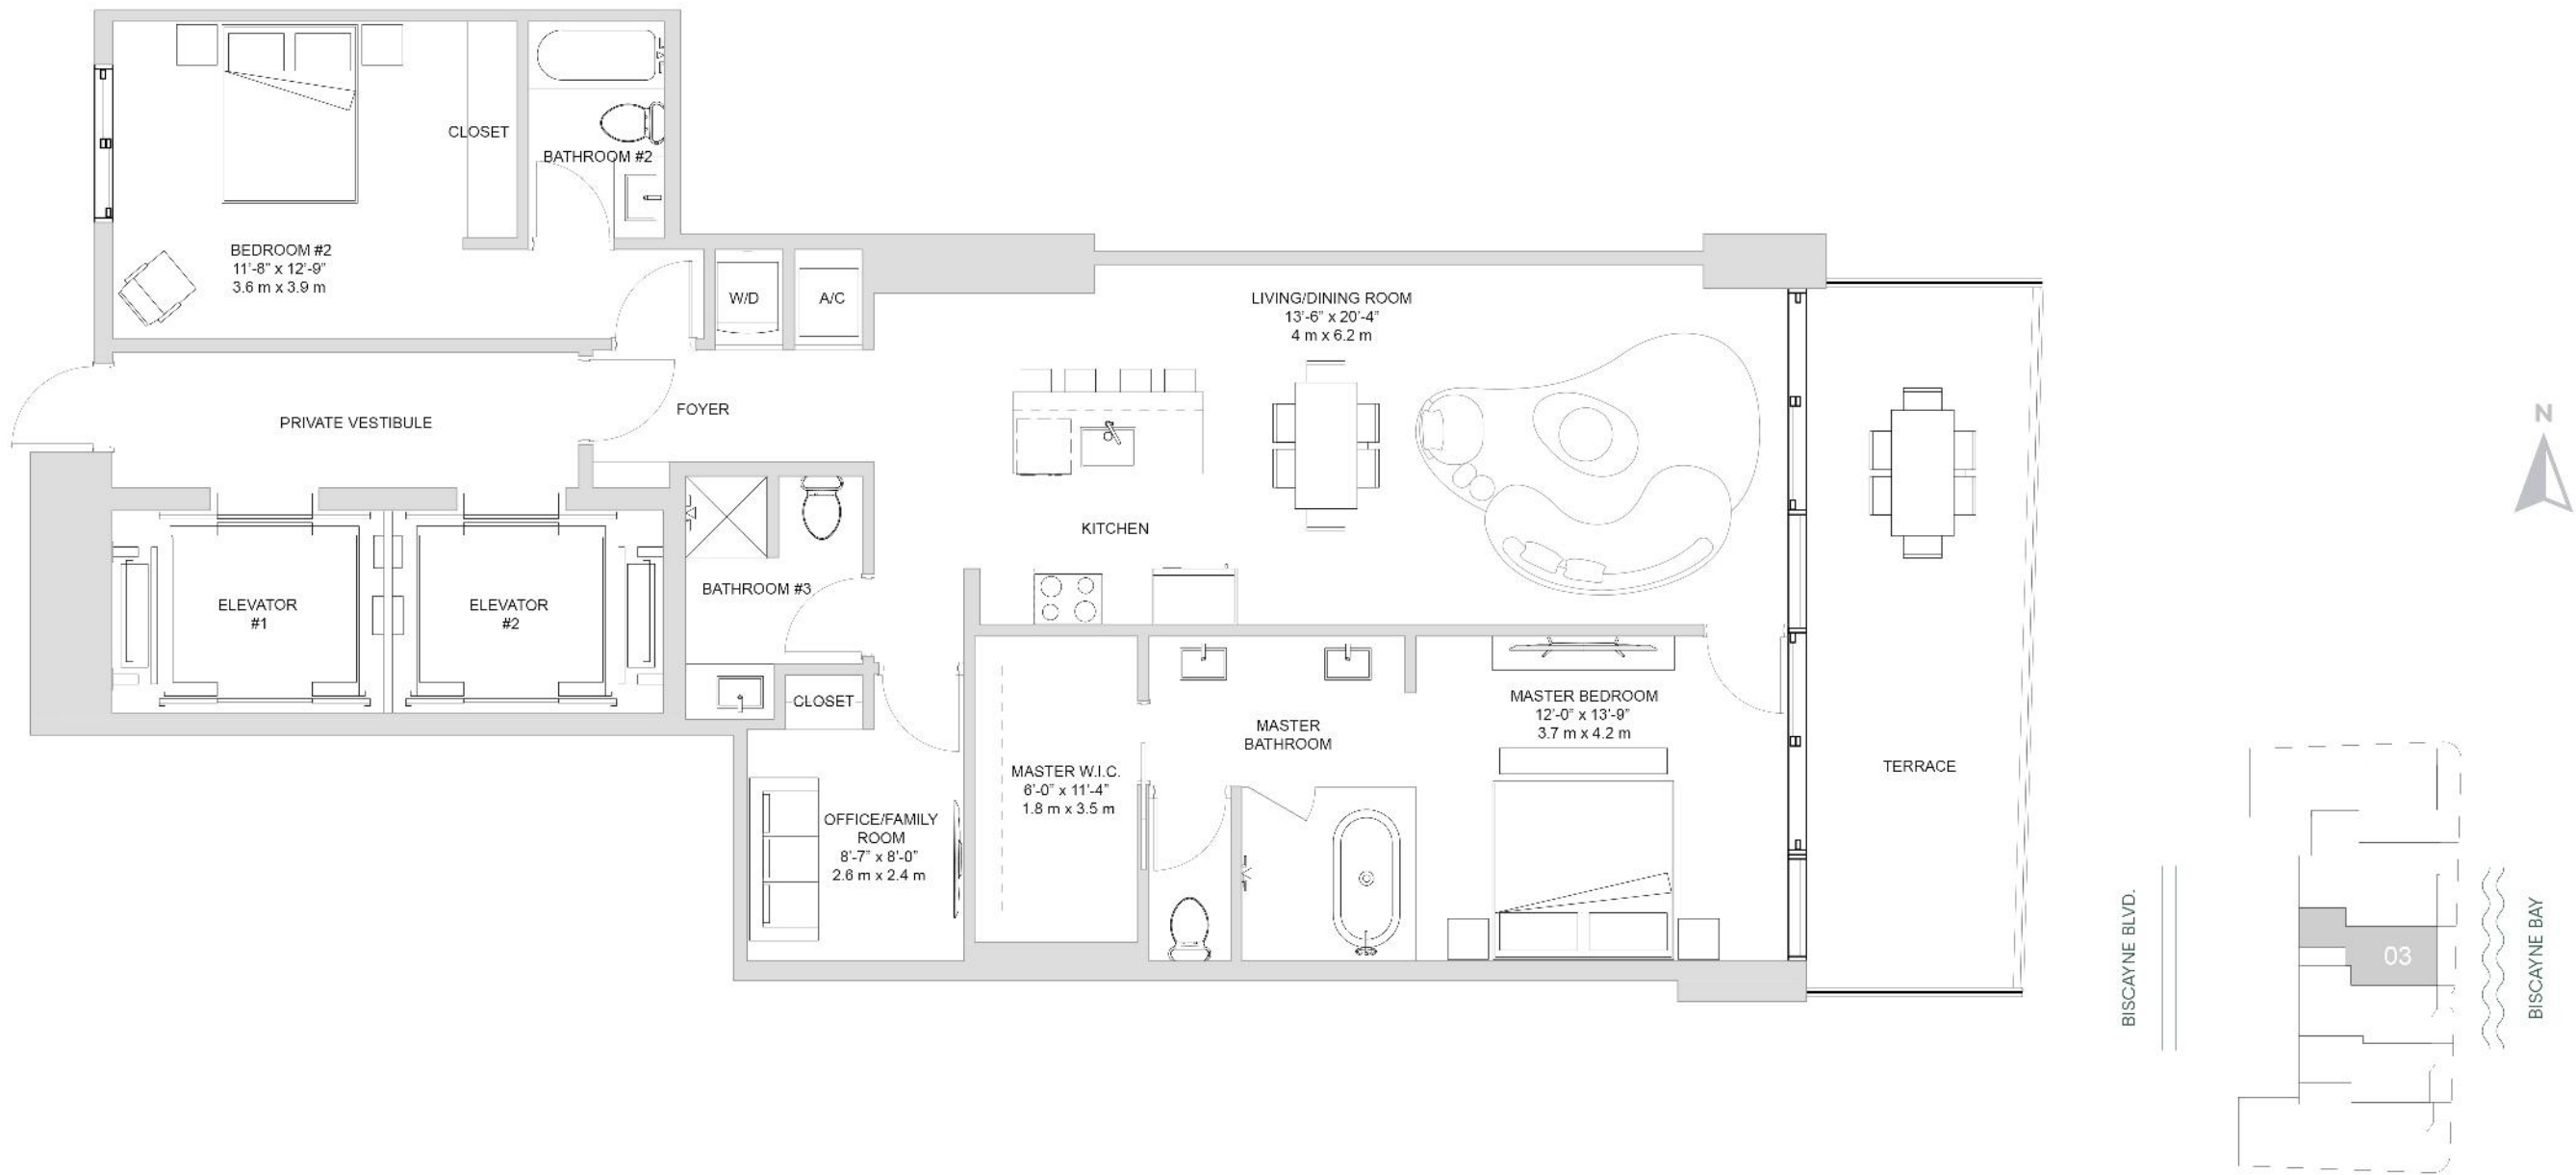 CLOSET
BATHROOM #2
BEDROOM #2
11'-8" x 12'-9"
3.6 m x 3.9 m
W/D
A/C
LIVING/DINING ROOM
13'-6" x 20'-4"
4 m x 6.2 m
PRIVATE VESTIBULE
FOYER
N
KITCHEN
ELEVATOR
#1
ELEVATOR
#2
BATHROOM #3
CLOSET
MASTER
BATHROOM
MASTER BEDROOM
12'-0" x 13'-9"
3.7 m x 4.2 m
TERRACE
MASTER W.I.C.
6'-0" x 11'-4"
1.8 m x 3.5 m
OFFICE/FAMILY
ROOM
8'-7" x 8'-0"
2.6 m x 2.4 m
BISCAYNE BLVD.
03
BISCAYNE BAY